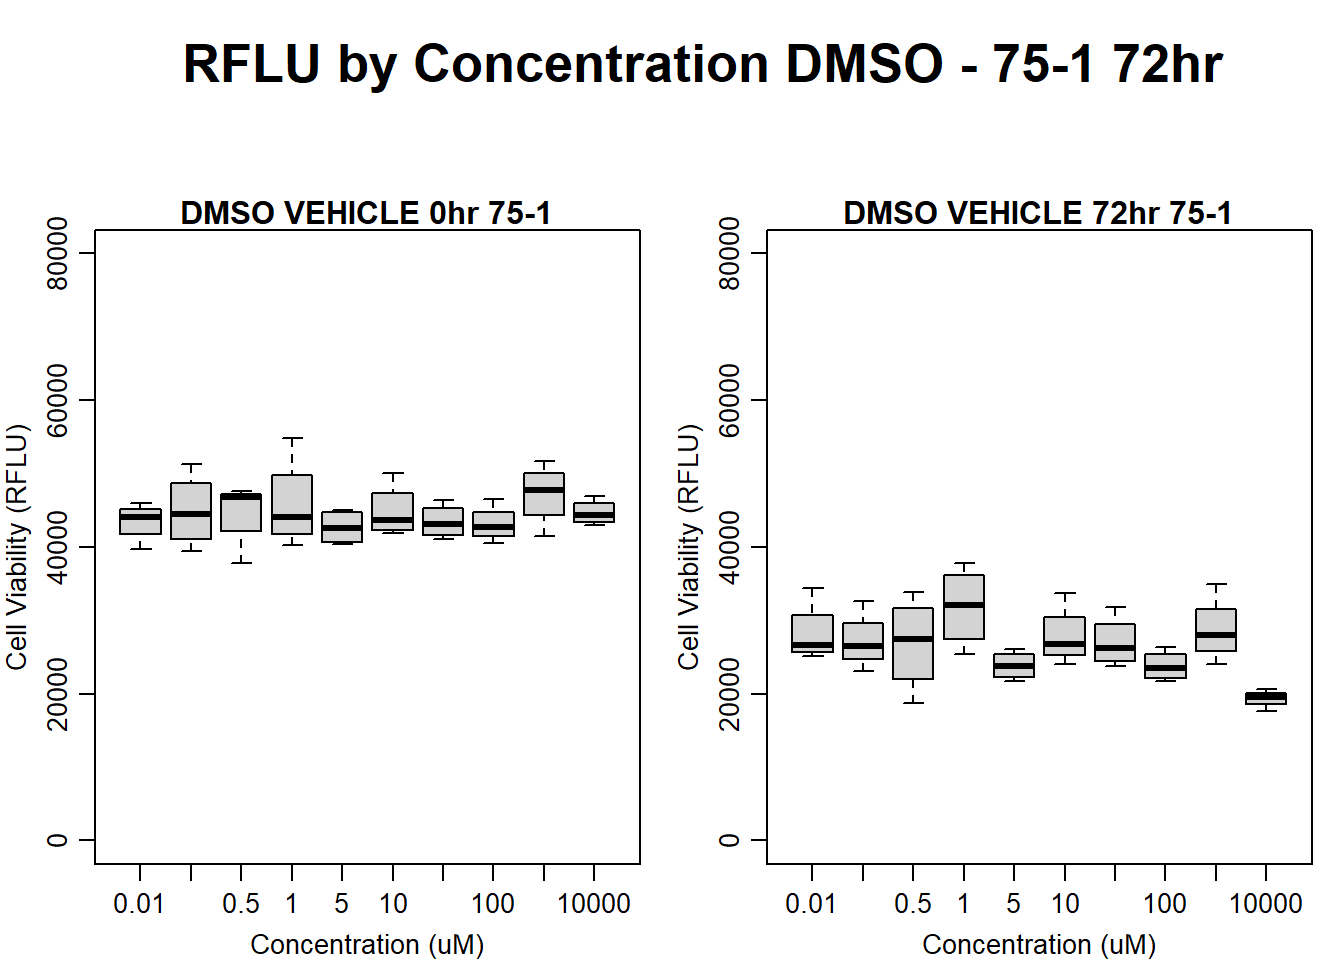 RFLU by Concentration DMSO - 75-1 72hr
DMSO VEHICLE 0hr 75-1
Cell Viability (RFLU)
80000
60000
40000
20000
0
0.01 0.5 1 5 10 100 10000
Concentration (uM)
DMSO VEHICLE 72hr 75-1
Cell Viability (RFLU)
80000
60000
40000
20000
0
0.01 0.5 1 5 10 100 10000
Concentration (uM)